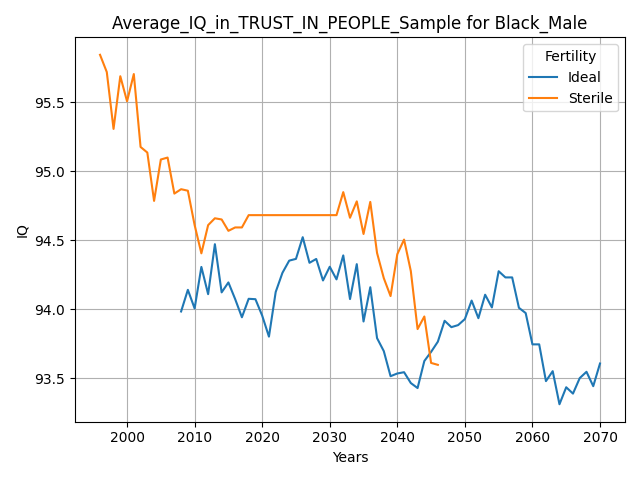 Average_IQ_in_TRUST_IN_PEOPLE_Sample for Black_Male
Fertility
Ideal
Sterile
95.5
95.0
94.5
94.0
93.5
IQ
2000 2010 2020 2030 2040 2050 2060 2070
Years